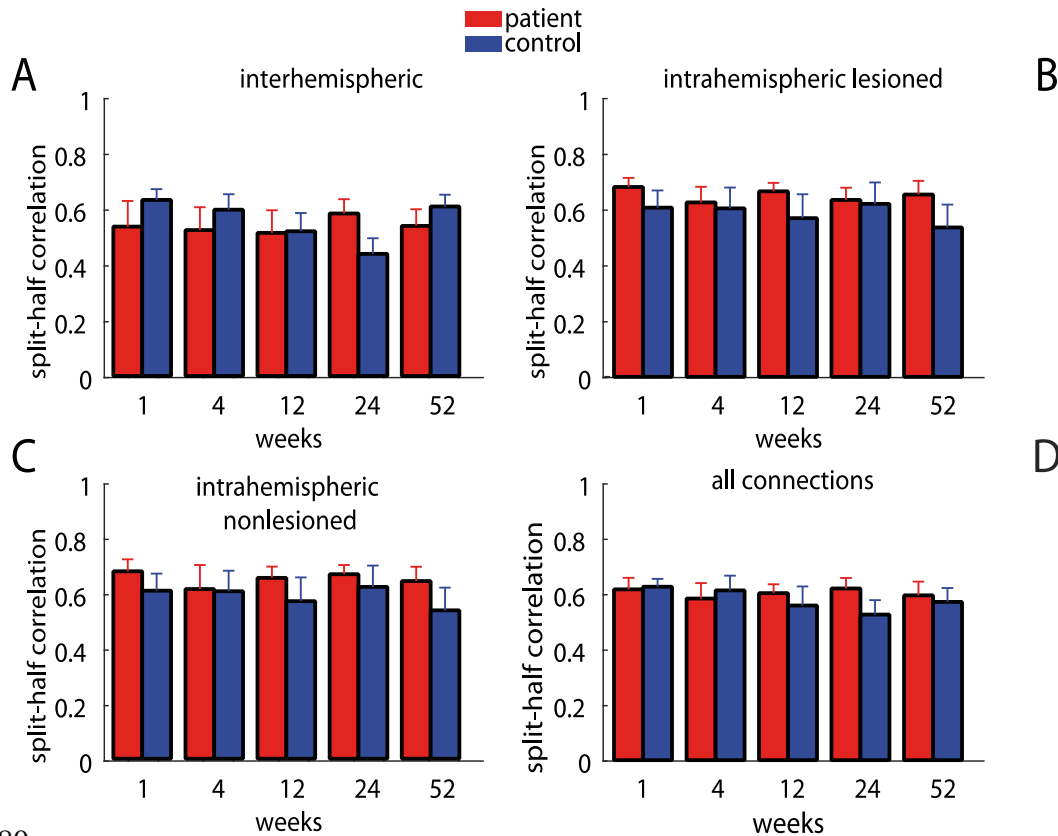 patient
control
A
interhemispheric
1
0.8
0.6
0.4
0.2
0
split-half correlation
1 4 12 24 52
weeks
B
intrahemispheric lesioned
1
0.8
0.6
0.4
0.2
0
split-half correlation
1 4 12 24 52
weeks
C
intrahemispheric
nonlesioned
1
0.8
0.6
0.4
0.2
0
split-half correlation
1 4 12 24 52
weeks
D
all connections
1
0.8
0.6
0.4
0.2
0
split-half correlation
1 4 12 24 52
weeks